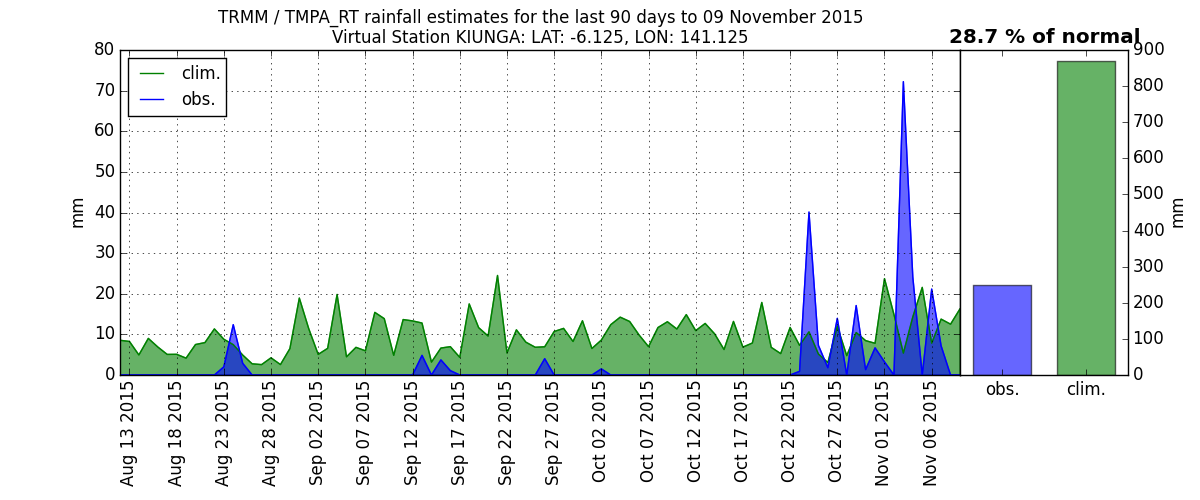 TRMM / TMPA_RT rainfall estimates for the last 90 days to 09 November 2015
Virtual Station KIUNGA: LAT: -6.125, LON: 141.125
28.7 % of normal
clim.
obs.
80
70
60
50
40
30
20
10
0
mm
Aug 13 2015
Aug 18 2015
Aug 23 2015
Aug 28 2015
Sep 02 2015
Sep 07 2015
Sep 12 2015
Sep 17 2015
Sep 22 2015
Sep 27 2015
Oct 02 2015
Oct 07 2015
Oct 12 2015
Oct 17 2015
Oct 22 2015
Oct 27 2015
Nov 01 2015
Nov 06 2015
900
800
700
600
500
400
300
200
100
0
mm
obs.
clim.